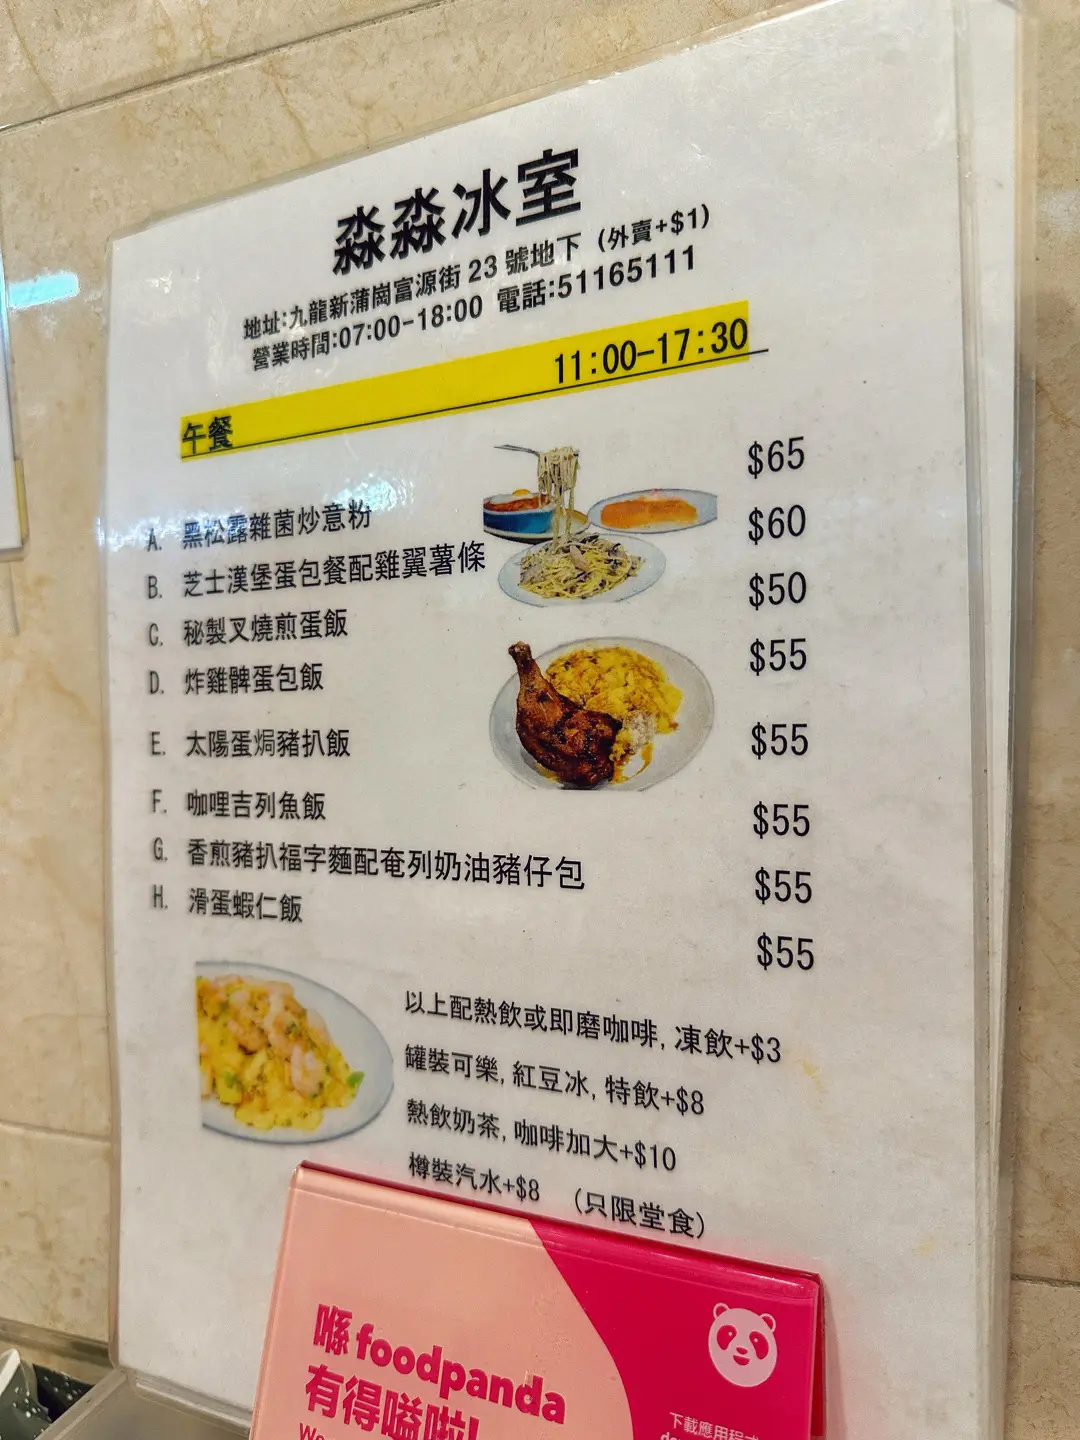 淼淼冰室
地址:九龍新蒲崗富源街 23 號地下 (外賣+$1)
營業時間:07:00-18:00 電話:51165111
午餐 11:00-17:30
A. 黑松露雜菌炒意粉 $65
B. 芝士漢堡蛋包餐配雞翼薯條 $60
C. 秘製叉燒煎蛋飯 $50
D. 炸雞髀蛋包飯 $55
E. 太陽蛋焗豬扒飯 $55
F. 咖哩吉列魚飯 $55
G. 香煎豬扒福字麵配奄列奶油豬仔包 $55
H. 滑蛋蝦仁飯 $55
以上配熱飲或即磨咖啡, 凍飲+$3
罐裝可樂, 紅豆冰, 特飲+$8
熱飲奶茶, 咖啡加大+$10
樽裝汽水+$8 (只限堂食)
喺 foodpanda
有得嗌啦!
下載應用程式